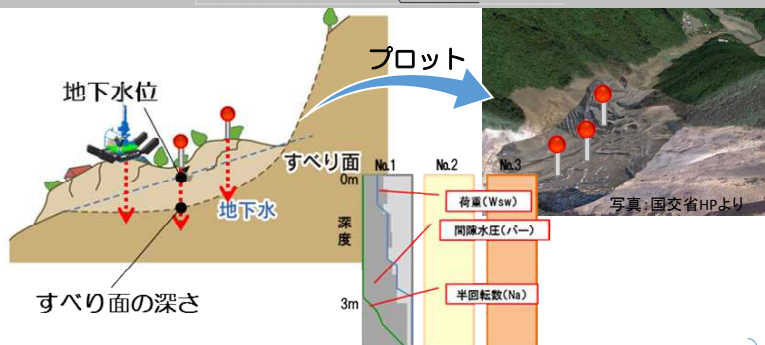 プロット
地下水位
すべり面
地下水
すべり面の深さ
No.1
No.2
No.3
0m
深度
3m
荷重(Wsw)
間隙水圧(バー)
半回転数(Na)
写真:国交省HPより